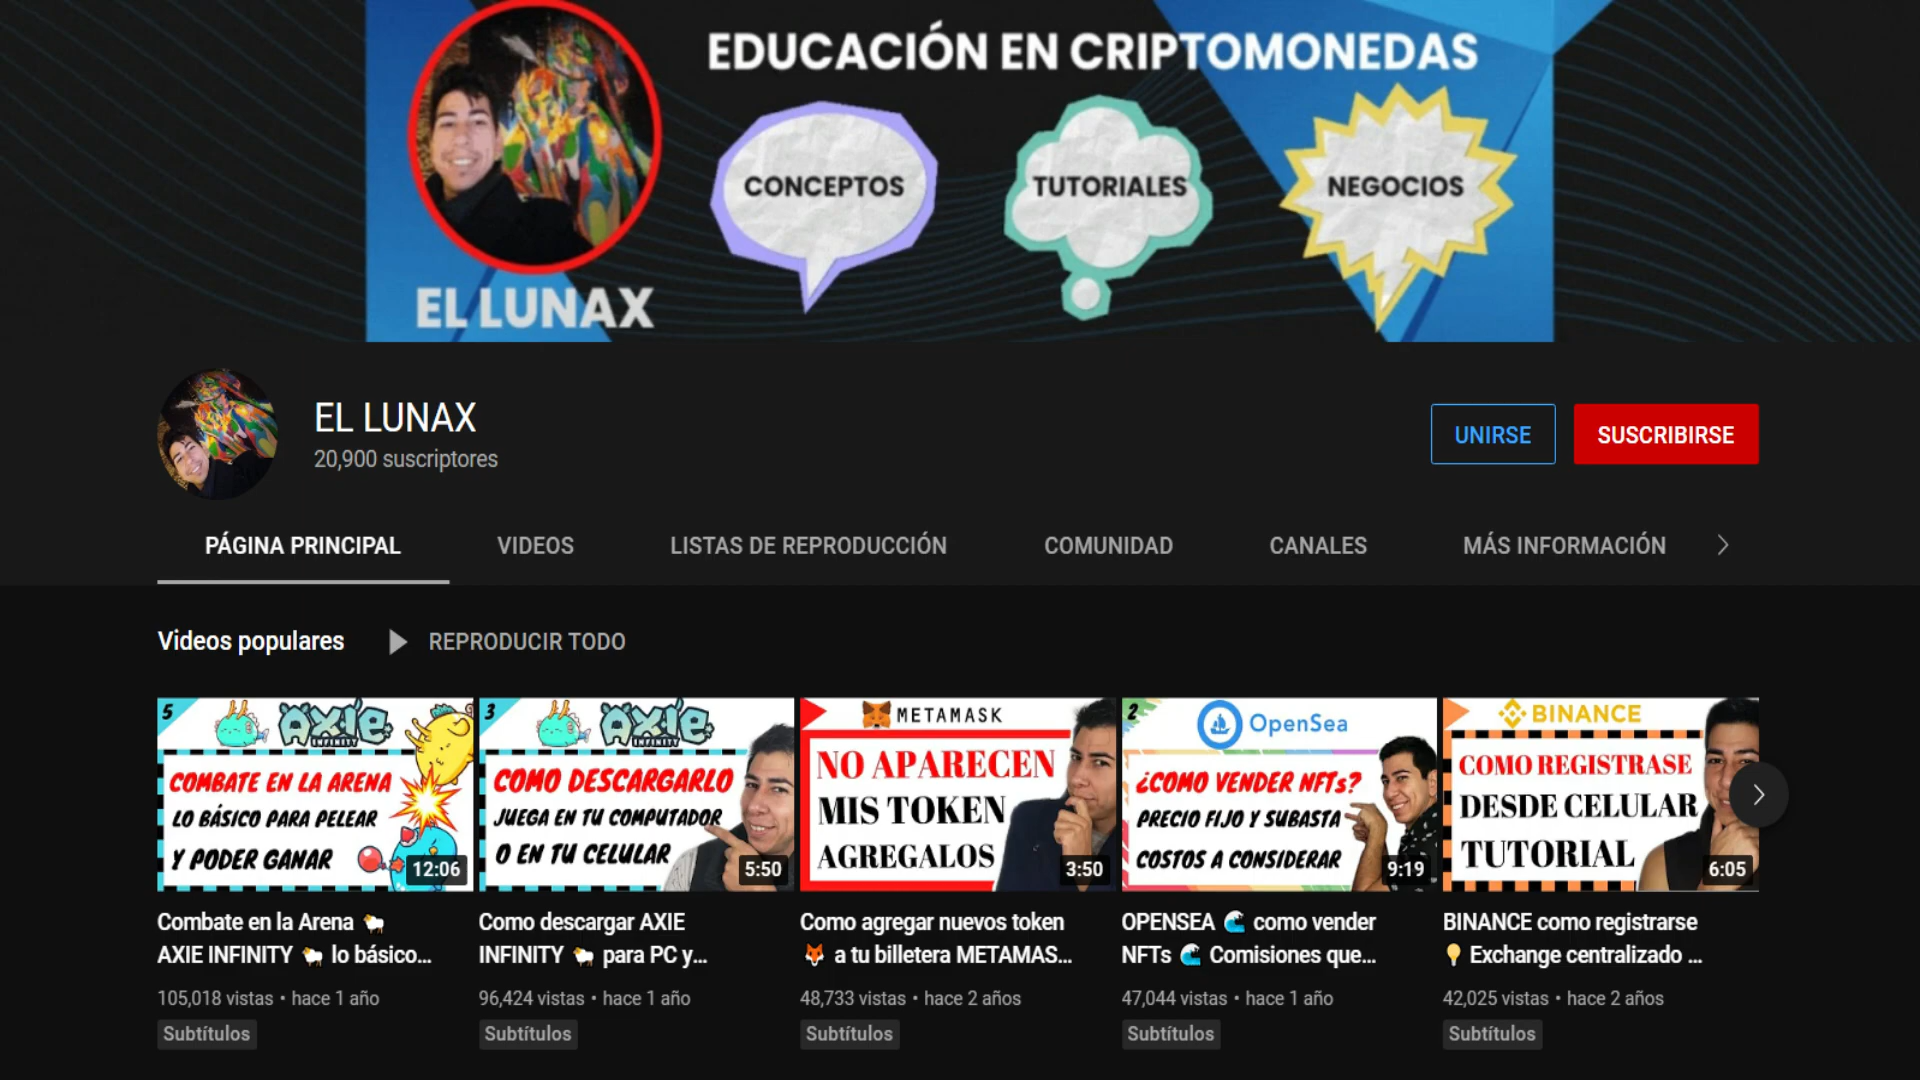 EDUCACIÓN EN CRIPTOMONEDAS
CONCEPTOS
TUTORIALES
NEGOCIOS
EL LUNAX
EL LUNAX
20,900 suscriptores
UNIRSE
SUSCRIBIRSE
PÁGINA PRINCIPAL
VIDEOS
LISTAS DE REPRODUCCIÓN
COMUNIDAD
CANALES
MÁS INFORMACIÓN
Videos populares
REPRODUCIR TODO
5
AXIE
INFINITY
COMBATE EN LA ARENA
LO BÁSICO PARA PELEAR
Y PODER GANAR
12:06
3
AXIE
INFINITY
COMO DESCARGARLO
JUEGA EN TU COMPUTADOR
O EN TU CELULAR
5:50
METAMASK
NO APARECEN
MIS TOKEN
AGREGALOS
3:50
2
OpenSea
¿COMO VENDER NFTs?
PRECIO FIJO Y SUBASTA
COSTOS A CONSIDERAR
9:19
BINANCE
COMO REGISTRASE
DESDE CELULAR
TUTORIAL
6:05
Combate en la Arena 🐑
AXIE INFINITY 🐑 lo básico...
105,018 vistas • hace 1 año
Subtítulos
Como descargar AXIE
INFINITY 🐑 para PC y...
96,424 vistas • hace 1 año
Subtítulos
Como agregar nuevos token
🦊 a tu billetera METAMAS...
48,733 vistas • hace 2 años
Subtítulos
OPENSEA 🌊 como vender
NFTs 🌊 Comisiones que...
47,044 vistas • hace 1 año
Subtítulos
BINANCE como registrarse
💡 Exchange centralizado ...
42,025 vistas • hace 2 años
Subtítulos